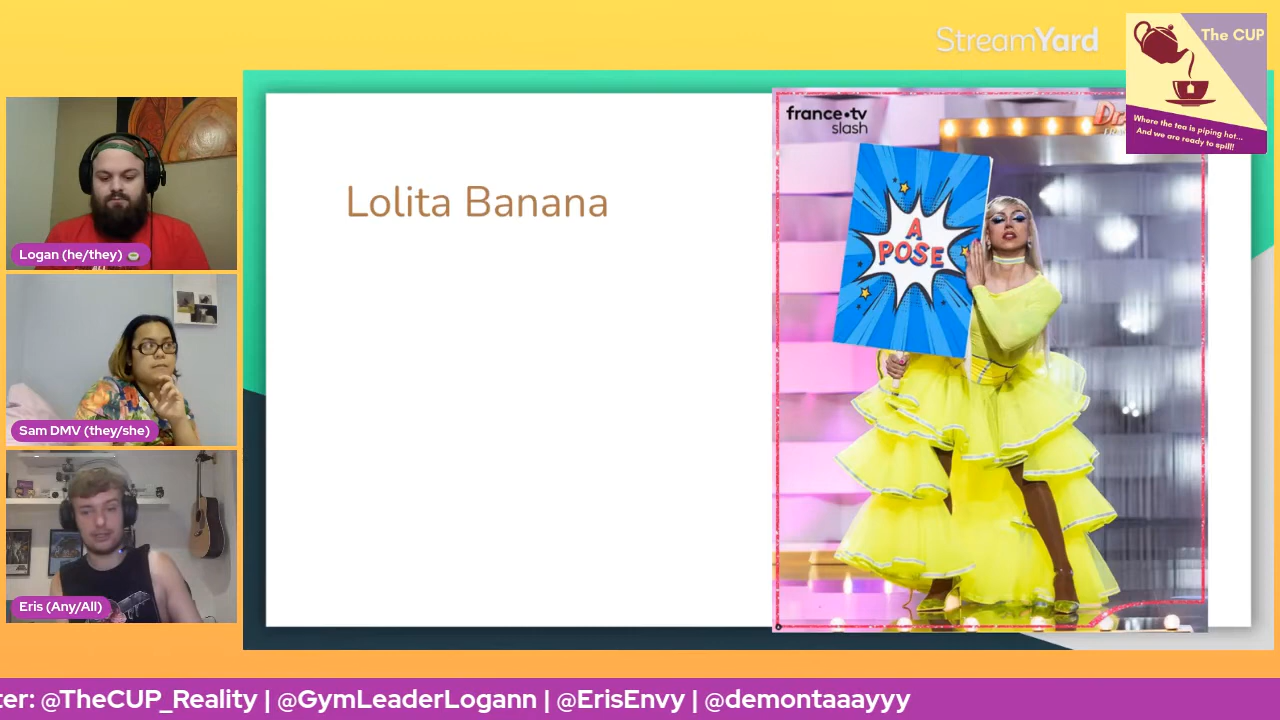 StreamYard
The CUP
Where the tea is piping hot...
And we are ready to spill!
Logan (he/they)
Sam DMV (they/she)
Eris (Any/All)
Lolita Banana
france•tv
slash
Dr
A
POSE
ter: @TheCUP_Reality | @GymLeaderLogann | @ErisEnvy | @demontaaayyy